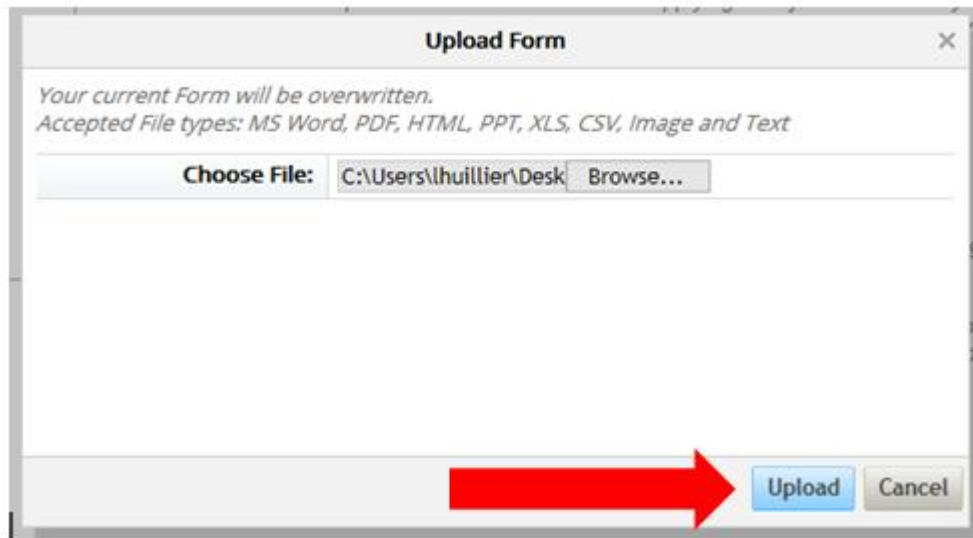 Upload Form
Your current Form will be overwritten.
Accepted File types: MS Word, PDF, HTML, PPT, XLS, CSV, Image and Text
Choose File: C:\Users\lhuillier\Desk Browse...
Upload Cancel